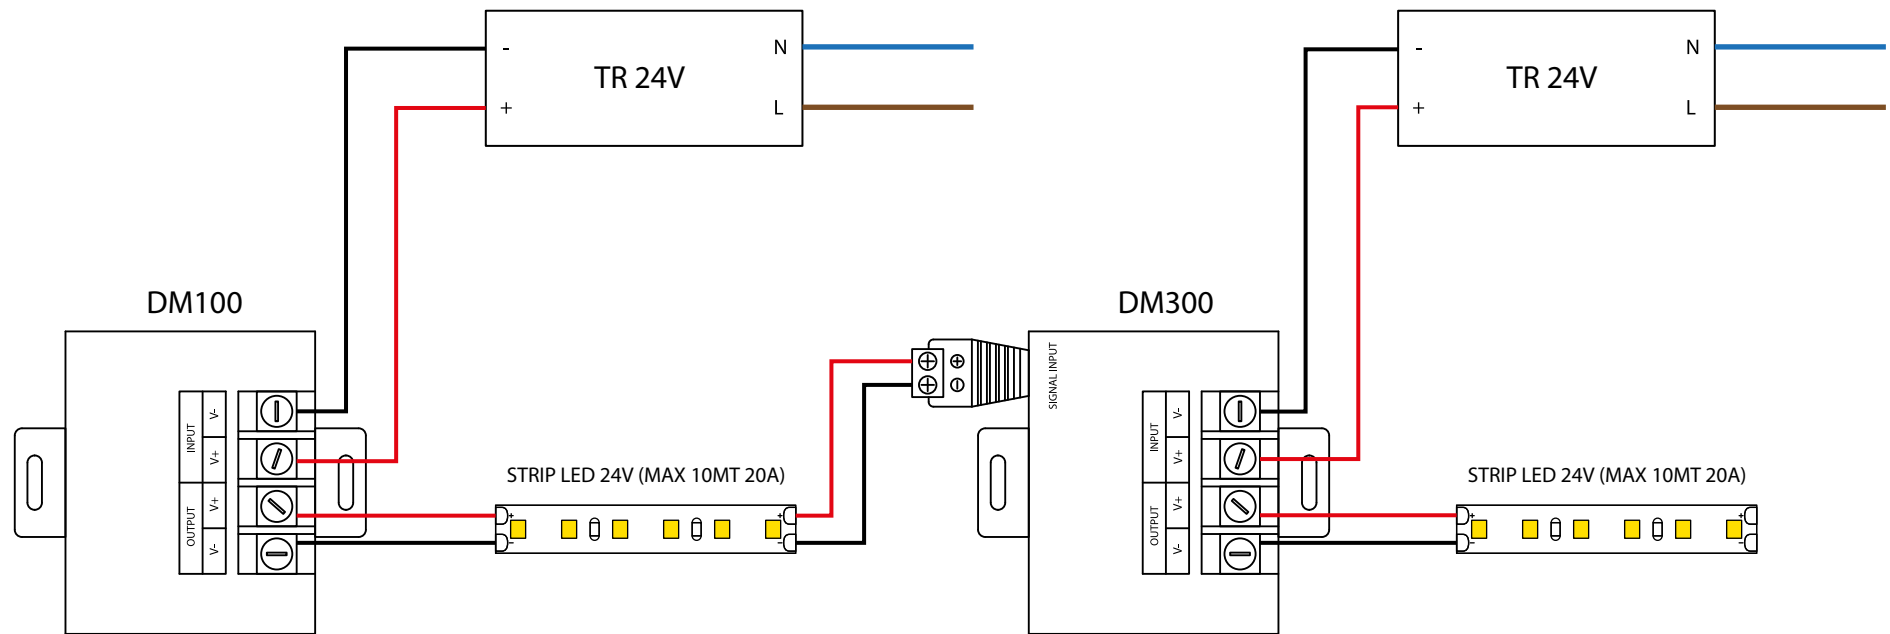 -
+
TR 24V
N
L
-
+
TR 24V
N
L
DM100
INPUT
V-
V+
OUTPUT
V+
V-
STRIP LED 24V (MAX 10MT 20A)
+
-
+
-
+
-
DM300
SIGNAL INPUT
INPUT
V-
V+
OUTPUT
V+
V-
STRIP LED 24V (MAX 10MT 20A)
+
-
+
-